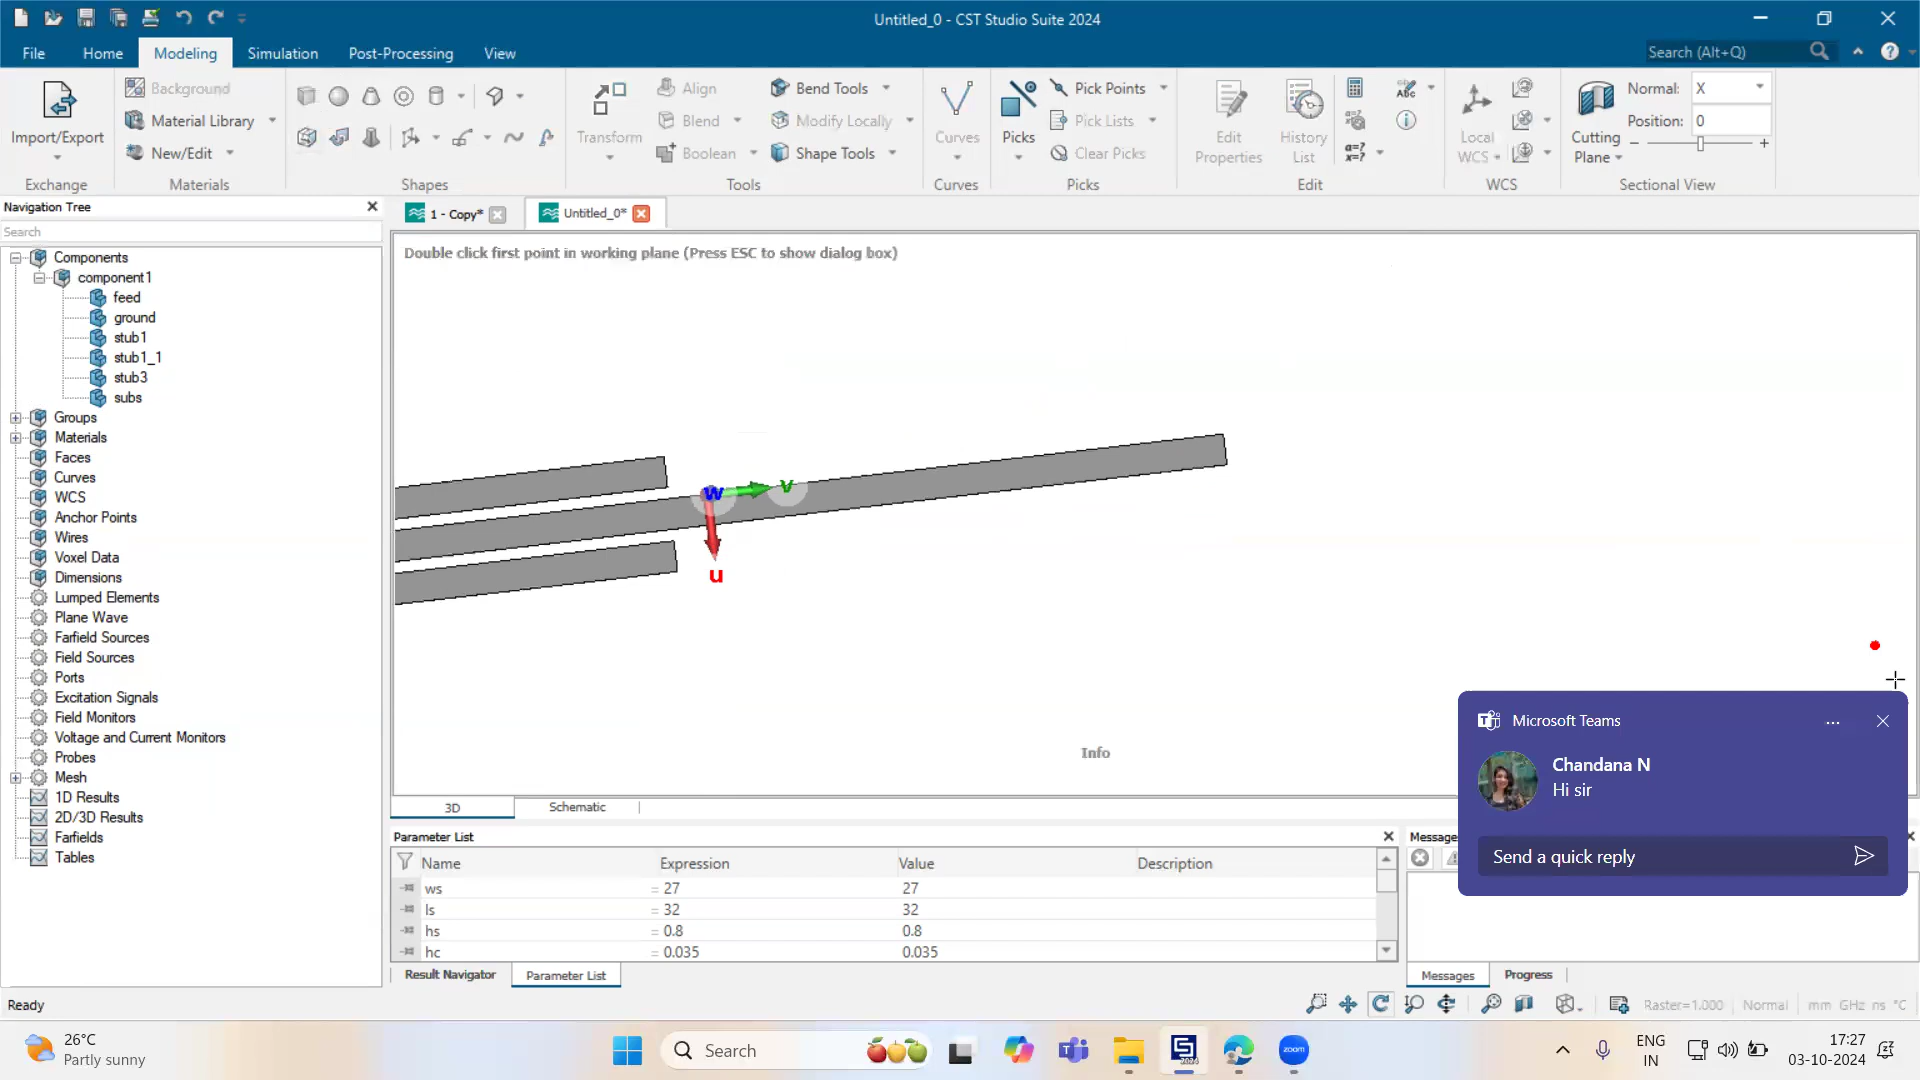 Untitled_0 - CST Studio Suite 2024
File
Home
Modeling
Simulation
Post-Processing
View
Search (Alt+Q)
Import/Export
Exchange
Background
Material Library
New/Edit
Materials
Shapes
Transform
Align
Blend
Boolean
Bend Tools
Modify Locally
Shape Tools
Tools
Curves
Curves
Picks
Pick Points
Pick Lists
Clear Picks
Picks
Edit
Properties
History
List
Edit
Local
WCS
WCS
Cutting
Plane
Normal: X
Position: 0
Sectional View
Navigation Tree
Search
Components
component1
feed
ground
stub1
stub1_1
stub3
subs
Groups
Materials
Faces
Curves
WCS
Anchor Points
Wires
Voxel Data
Dimensions
Lumped Elements
Plane Wave
Farfield Sources
Field Sources
Ports
Excitation Signals
Field Monitors
Voltage and Current Monitors
Probes
Mesh
1D Results
2D/3D Results
Farfields
Tables
1 - Copy*
Untitled_0*
Double click first point in working plane (Press ESC to show dialog box)
w
v
u
Info
3D
Schematic
Parameter List
Name Expression Value Description
ws = 27 27
ls = 32 32
hs = 0.8 0.8
hc = 0.035 0.035
Result Navigator
Parameter List
Message
Messages
Progress
Microsoft Teams
Chandana N
Hi sir
Send a quick reply
Ready
Raster=1.000 Normal mm GHz ns °C
26°C
Partly sunny
Search
zoom
ENG
IN
17:27
03-10-2024